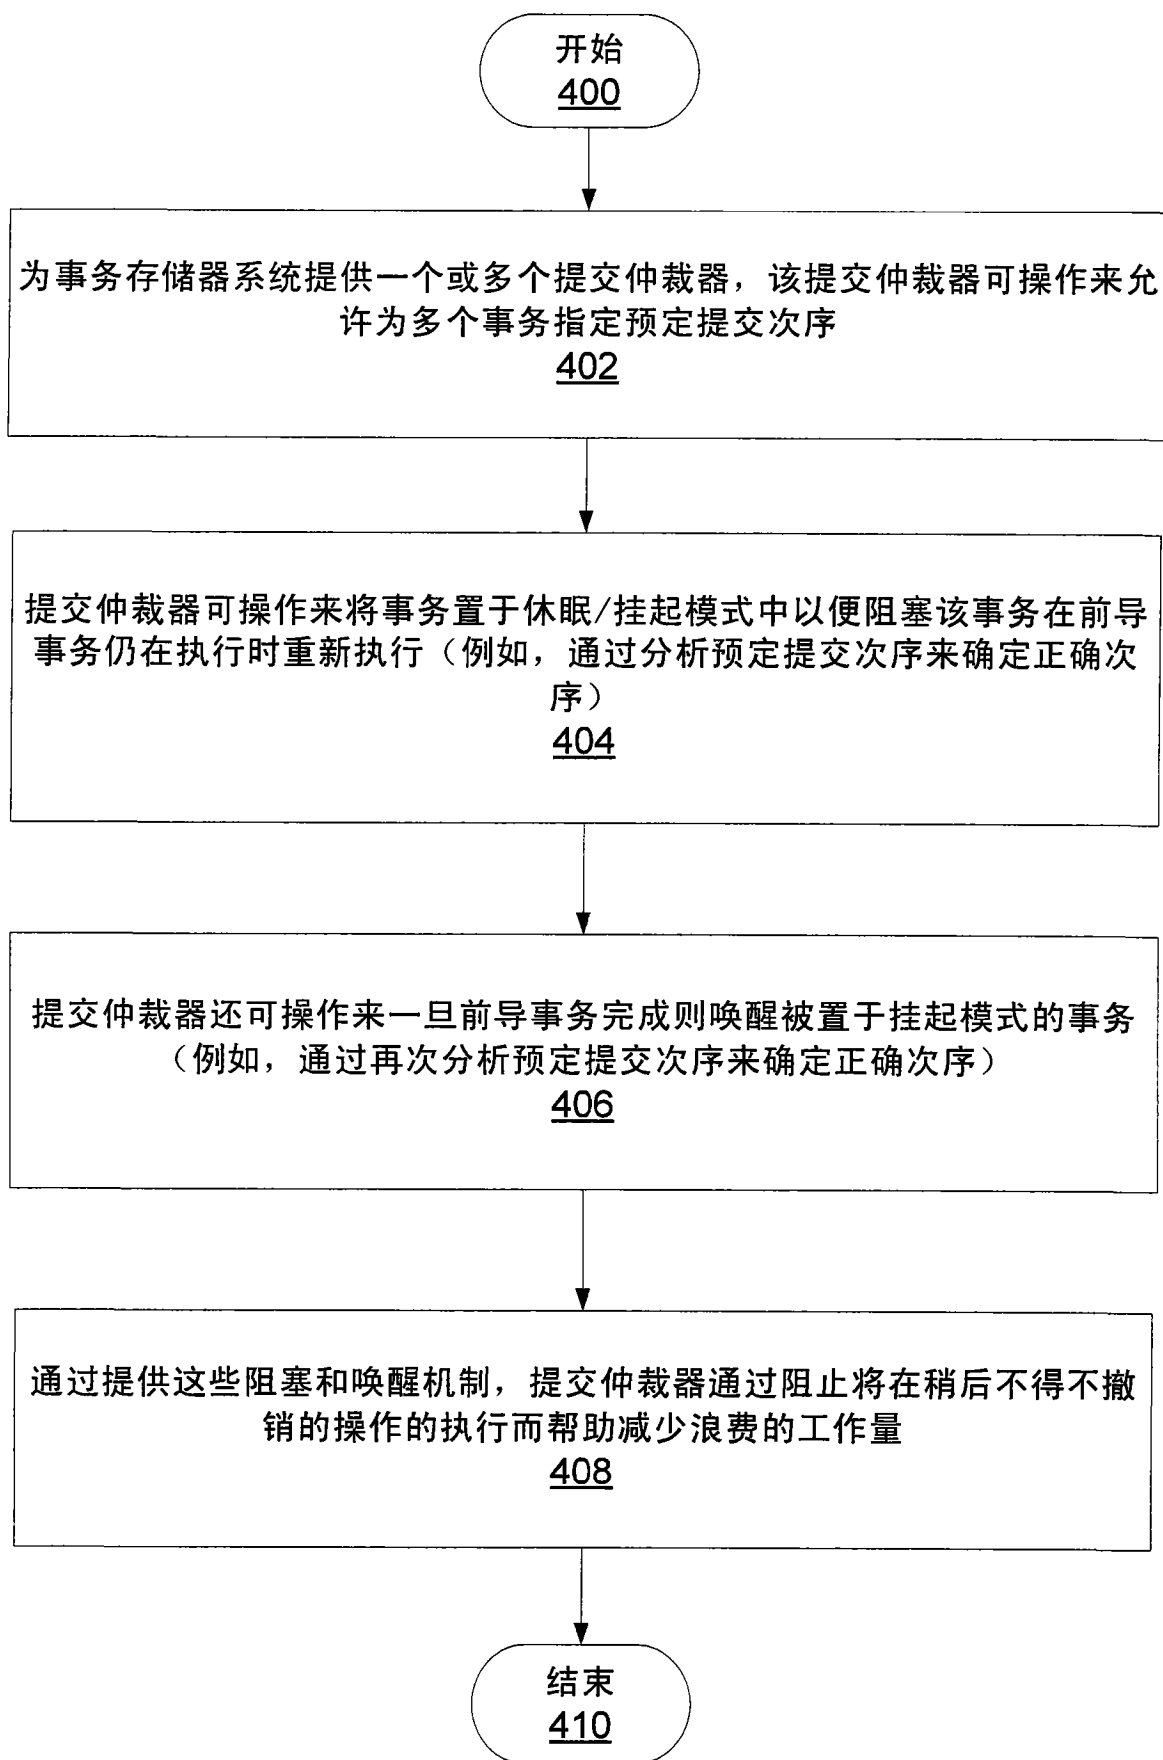 开始
400
为事务存储器系统提供一个或多个提交仲裁器，该提交仲裁器可操作来允
许为多个事务指定预定提交次序
402
提交仲裁器可操作来将事务置于休眠/挂起模式中以便阻塞该事务在前导
事务仍在执行时重新执行（例如，通过分析预定提交次序来确定正确次
序）
404
提交仲裁器还可操作来一旦前导事务完成则唤醒被置于挂起模式的事务
（例如，通过再次分析预定提交次序来确定正确次序）
406
通过提供这些阻塞和唤醒机制，提交仲裁器通过阻止将在稍后不得不撤
销的操作的执行而帮助减少浪费的工作量
408
结束
410